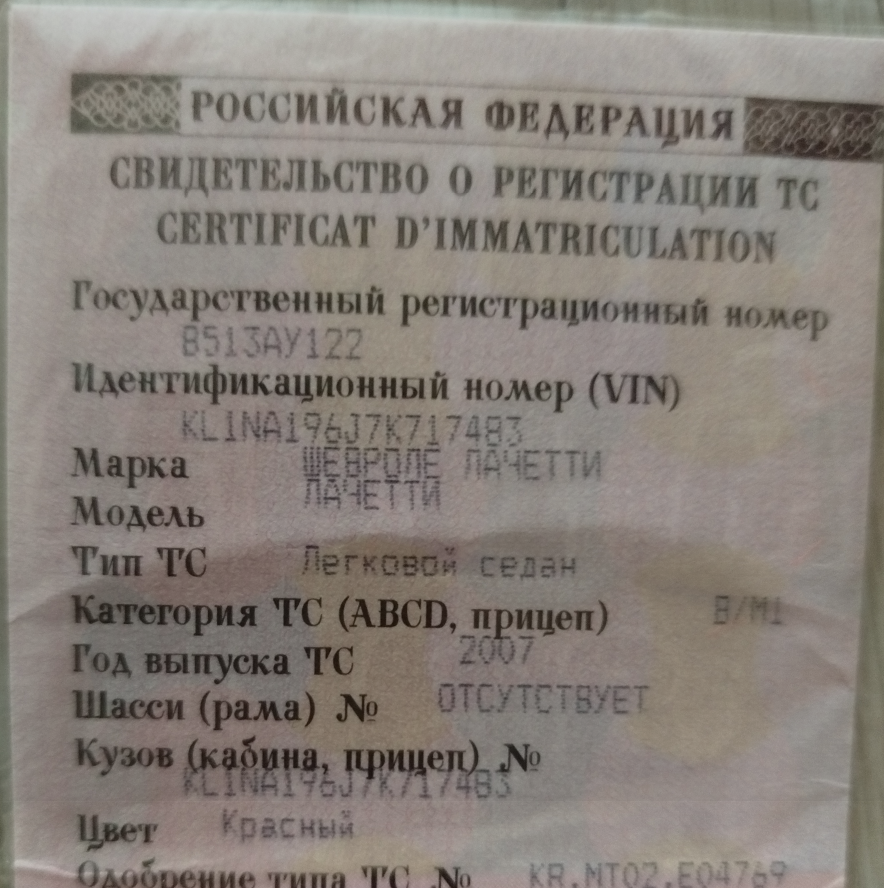 РОССИЙСКАЯ ФЕДЕРАЦИЯ
СВИДЕТЕЛЬСТВО О РЕГИСТРАЦИИ ТС
CERTIFICAT D'IMMATRICULATION
Государственный регистрационный номер
В513АУ122
Идентификационный номер (VIN)
KL1NA196J7K717483
Марка ШЕВРОЛЕ ЛАЧЕТТИ
Модель ЛАЧЕТТИ
Тип ТС Легковой седан
Категория ТС (ABCD, прицеп) B/M1
Год выпуска ТС 2007
Шасси (рама) № ОТСУТСТВУЕТ
Кузов (кабина, прицеп) №
KL1NA196J7K717483
Цвет Красный
Одобрение типа ТС № KR.MT02.E04769